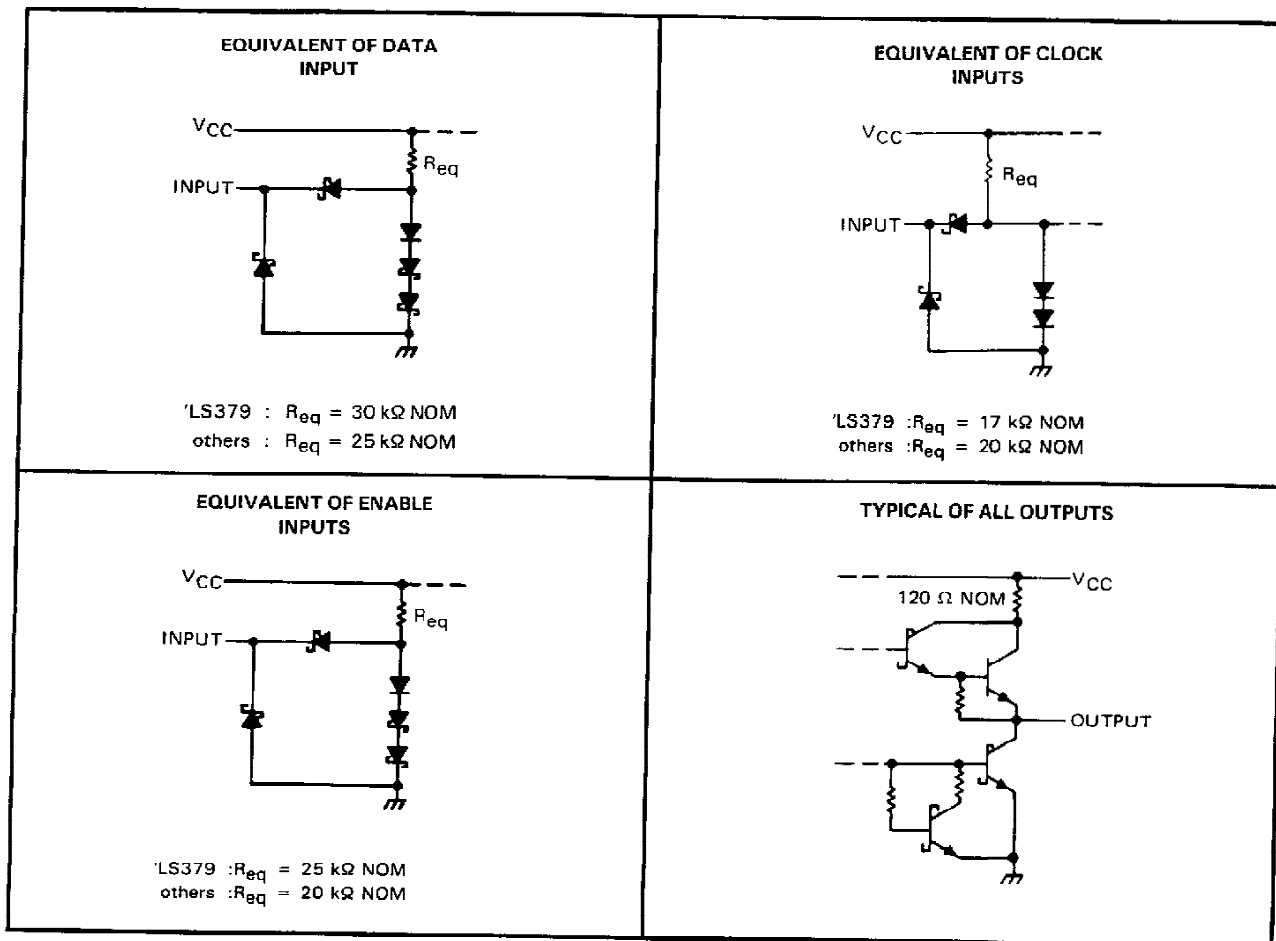 EQUIVALENT OF DATA
INPUT
VCC
Req
INPUT
'LS379 : Req = 30 kΩ NOM
others : Req = 25 kΩ NOM
EQUIVALENT OF CLOCK
INPUTS
VCC
Req
INPUT
'LS379 :Req = 17 kΩ NOM
others :Req = 20 kΩ NOM
EQUIVALENT OF ENABLE
INPUTS
VCC
Req
INPUT
'LS379 :Req = 25 kΩ NOM
others :Req = 20 kΩ NOM
TYPICAL OF ALL OUTPUTS
VCC
120 Ω NOM
OUTPUT